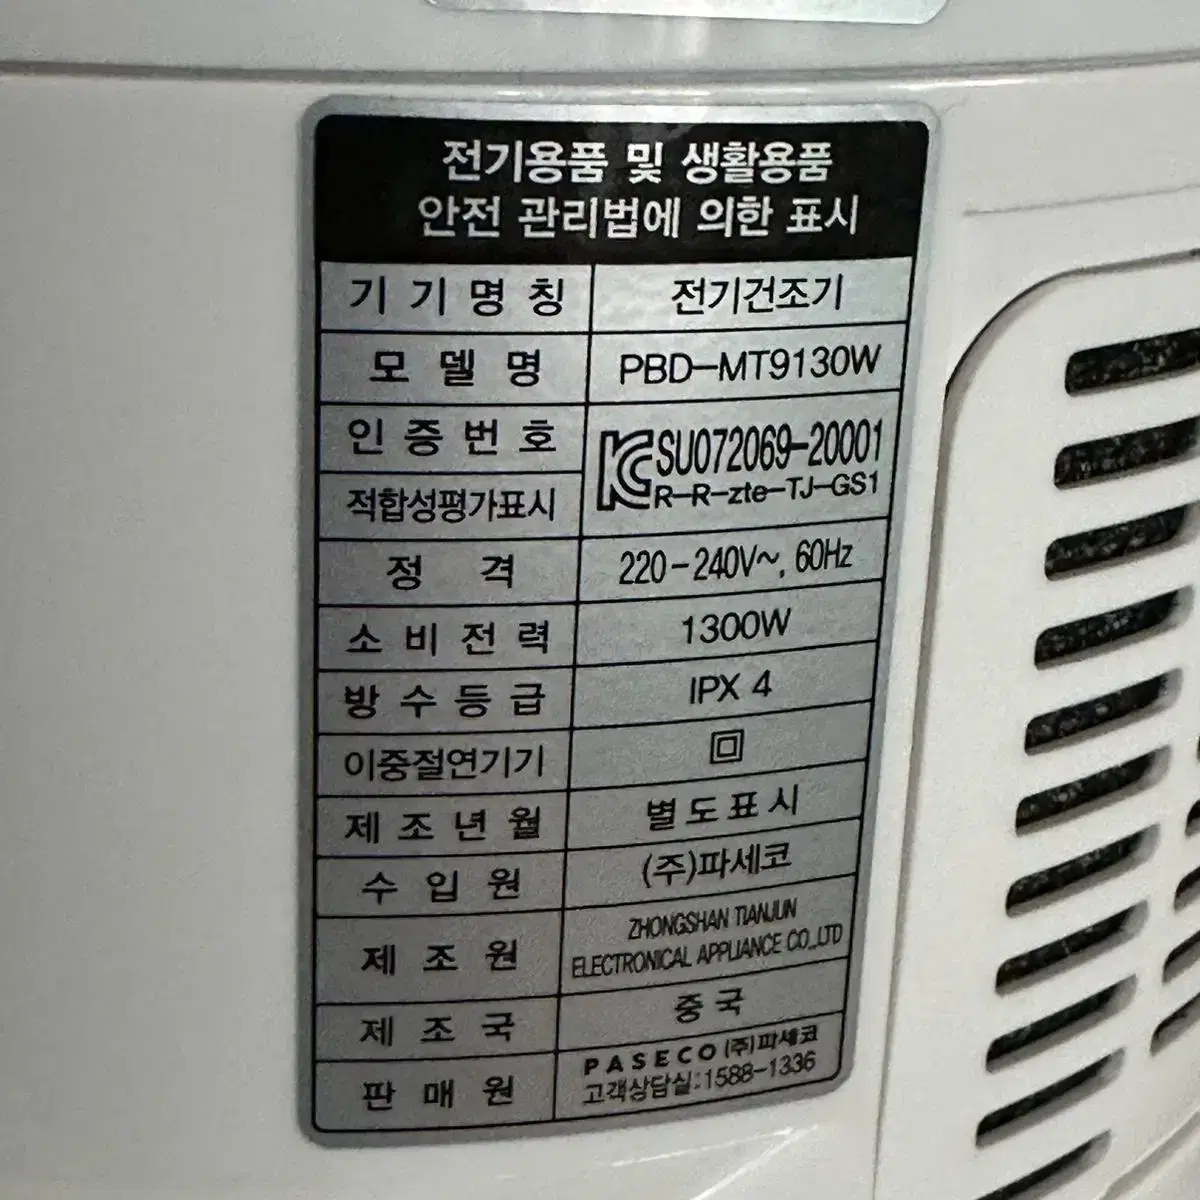 전기용품 및 생활용품
안전 관리법에 의한 표시
기기명칭 전기건조기
모델명 PBD-MT9130W
인증번호 SU072069-20001
적합성평가표시 R-R-zte-TJ-GS1
정격 220-240V~, 60Hz
소비전력 1300W
방수등급 IPX 4
이중절연기기
제조년월 별도표시
수입원 (주)파세코
제조원 ZHONGSHAN TIANJUN
ELECTRONICAL APPLIANCE CO.,LTD
제조국 중국
판매원 PASECO (주)파세코
고객상담실:1588-1336